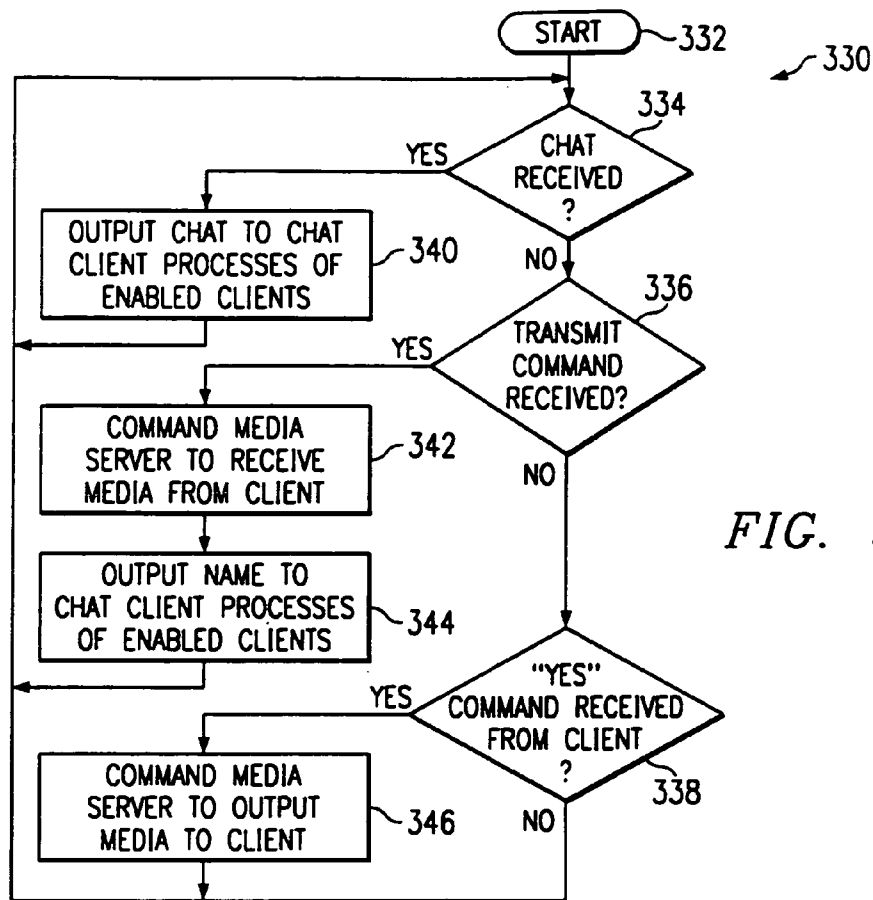 START
332
330
334
CHAT
RECEIVED
?
YES
NO
OUTPUT CHAT TO CHAT
CLIENT PROCESSES OF
ENABLED CLIENTS
340
336
TRANSMIT
COMMAND
RECEIVED?
YES
NO
COMMAND MEDIA
SERVER TO RECEIVE
MEDIA FROM CLIENT
342
OUTPUT NAME TO
CHAT CLIENT PROCESSES
OF ENABLED CLIENTS
344
FIG.
"YES"
COMMAND RECEIVED
FROM CLIENT
?
338
YES
NO
COMMAND MEDIA
SERVER TO OUTPUT
MEDIA TO CLIENT
346